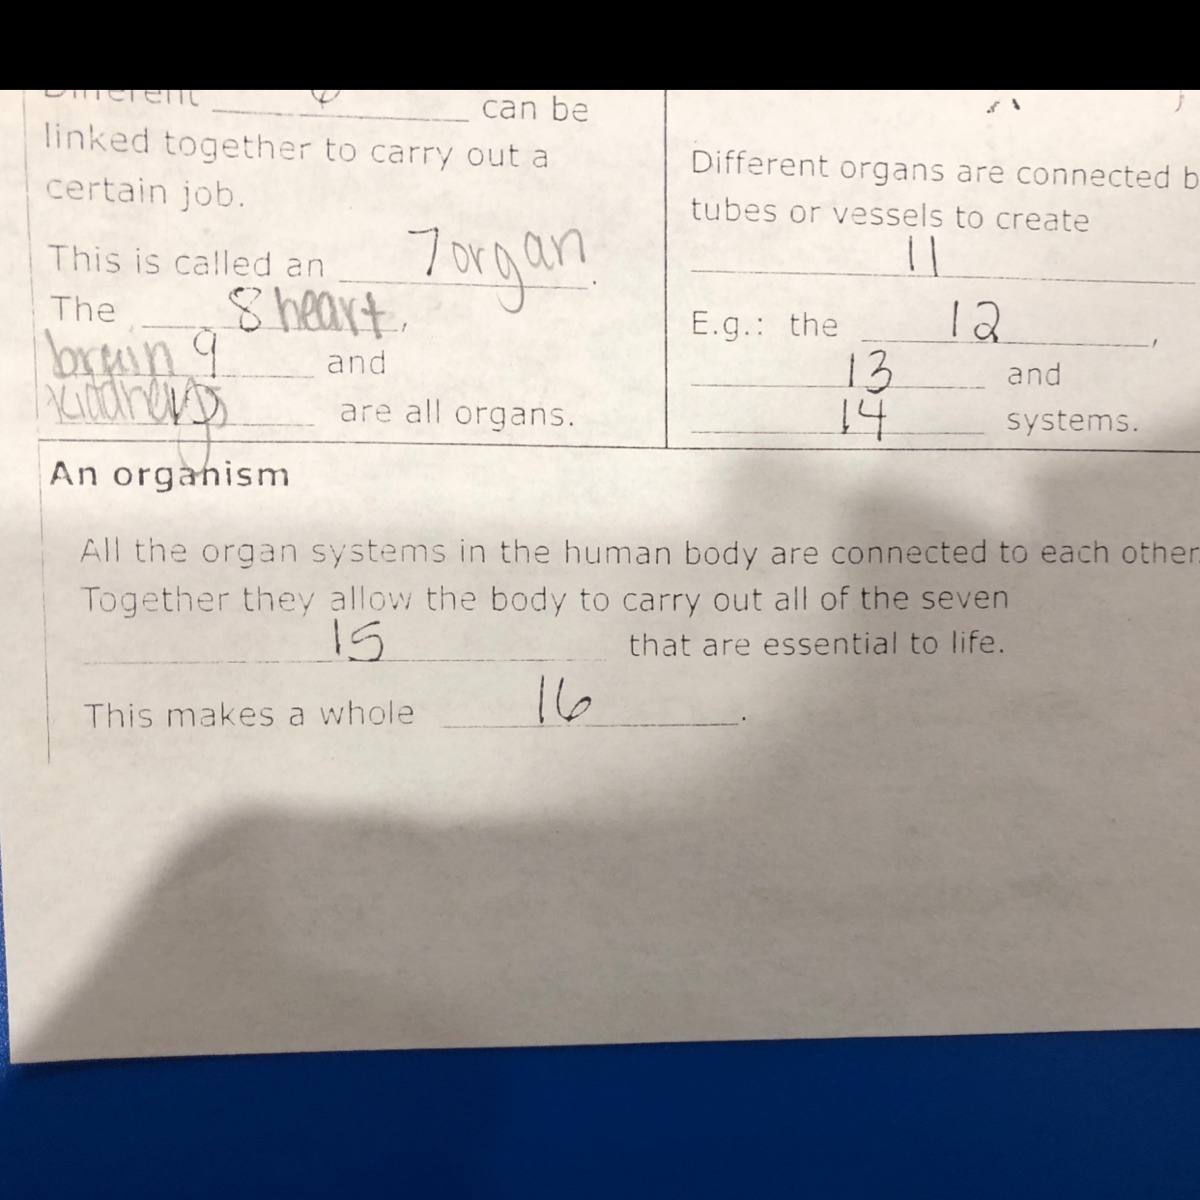 Different 6 can be
linked together to carry out a
certain job.
This is called an 7 organ.
The 8 heart,
brain 9 and
are all organs.
Different organs are connected b
tubes or vessels to create
11
E.g.: the 12,
13 and
14 systems.
An organism
All the organ systems in the human body are connected to each other.
Together they allow the body to carry out all of the seven
15 that are essential to life.
This makes a whole 16.